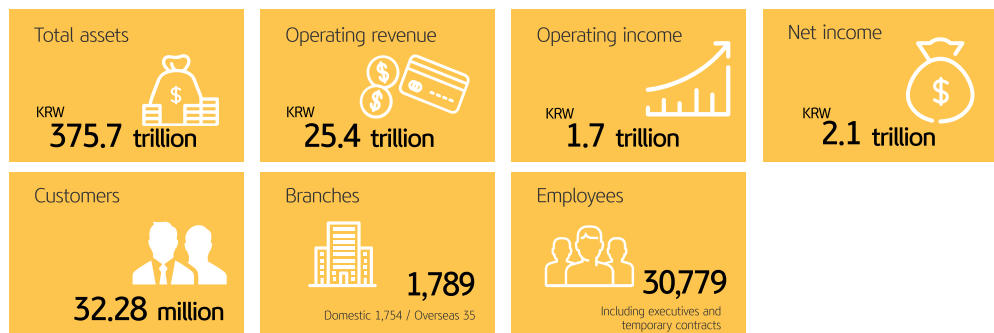 Total assets
$
KRW
375.7 trillion
Operating revenue
$
$
KRW
25.4 trillion
Operating income
KRW
1.7 trillion
Net income
$
KRW
2.1 trillion
Customers
32.28 million
Branches
1,789
Domestic 1,754 / Overseas 35
Employees
30,779
Including executives and
temporary contracts